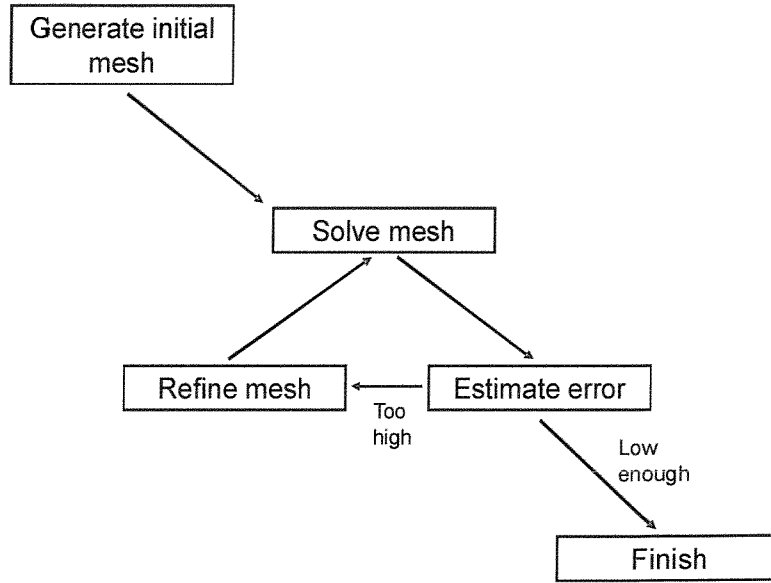 Generate initial
mesh
Solve mesh
Refine mesh
Estimate error
Too
high
Low
enough
Finish